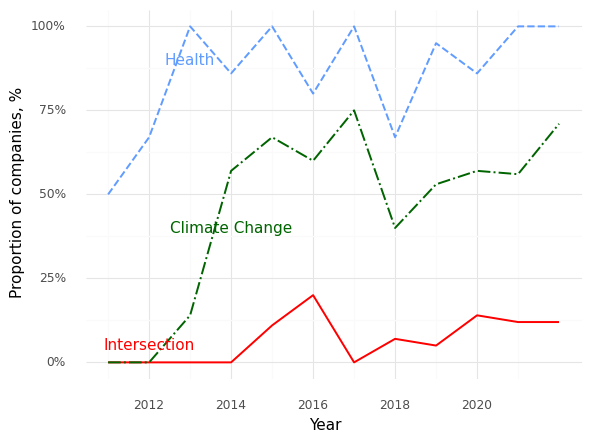 100%
Health
75%
Proportion of companies, %
50%
Climate Change
25%
Intersection
0%
2012 2014 2016 2018 2020
Year